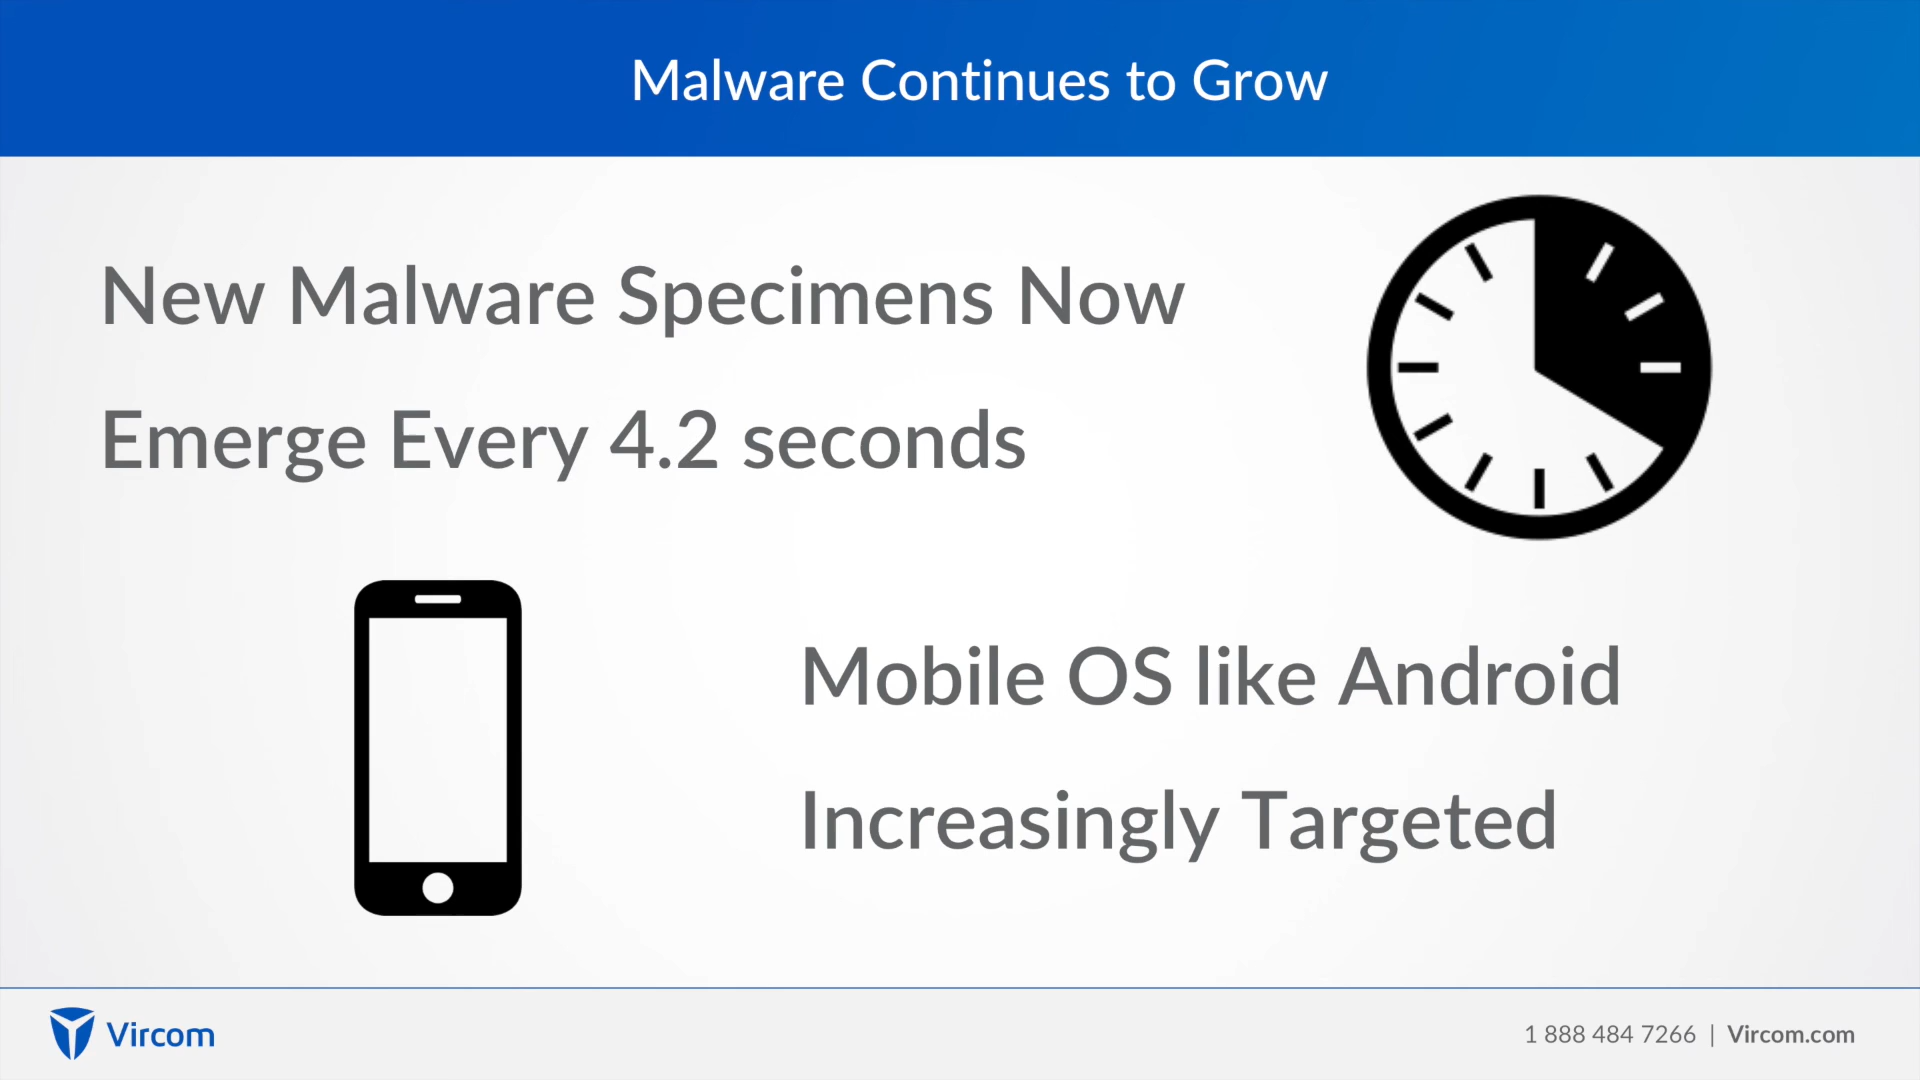 Malware Continues to Grow
New Malware Specimens Now
Emerge Every 4.2 seconds
Mobile OS like Android
Increasingly Targeted
Vircom
1 888 484 7266 | Vircom.com